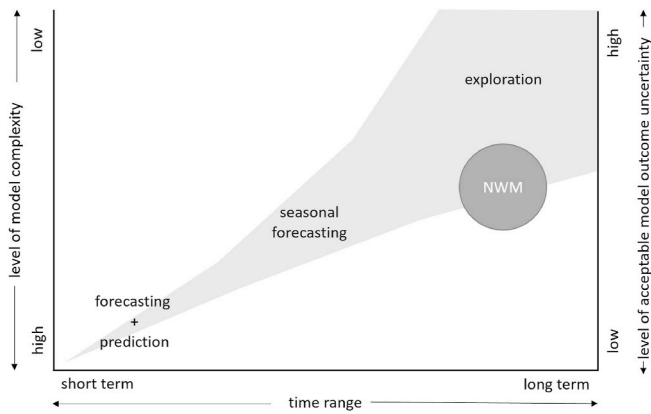 low
level of model complexity
high
exploration
NWM
seasonal
forecasting
forecasting
+
prediction
high
level of acceptable model outcome uncertainty
low
short term
long term
time range